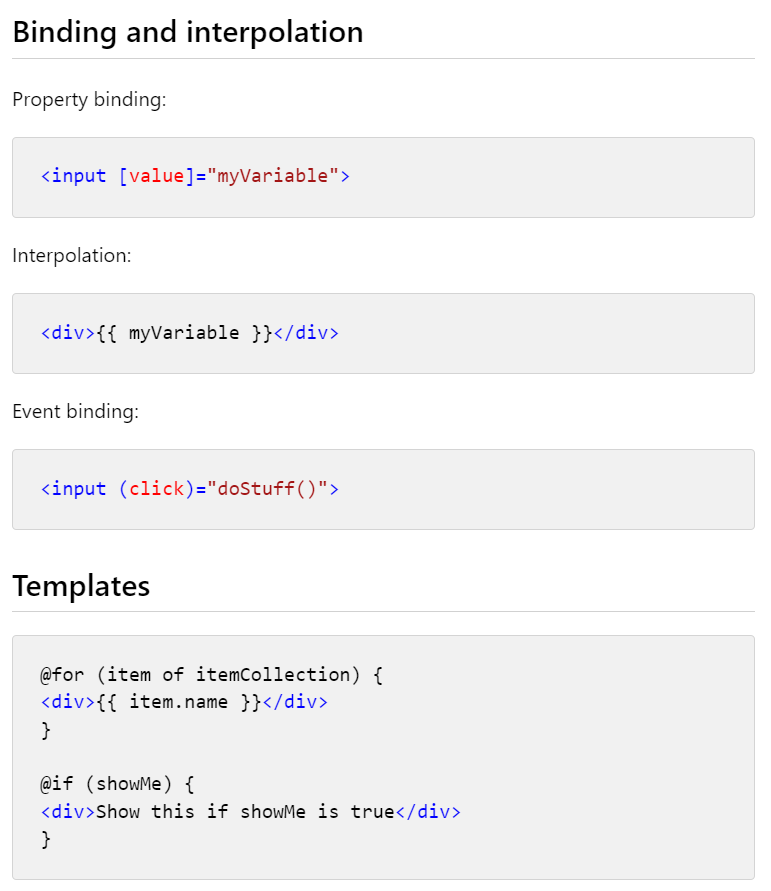 Binding and interpolation
Property binding:
<input [value]="myVariable">
Interpolation:
<div>{{ myVariable }}</div>
Event binding:
<input (click)="doStuff()">
Templates
@for (item of itemCollection) {
<div>{{ item.name }}</div>
}
@if (showMe) {
<div>Show this if showMe is true</div>
}